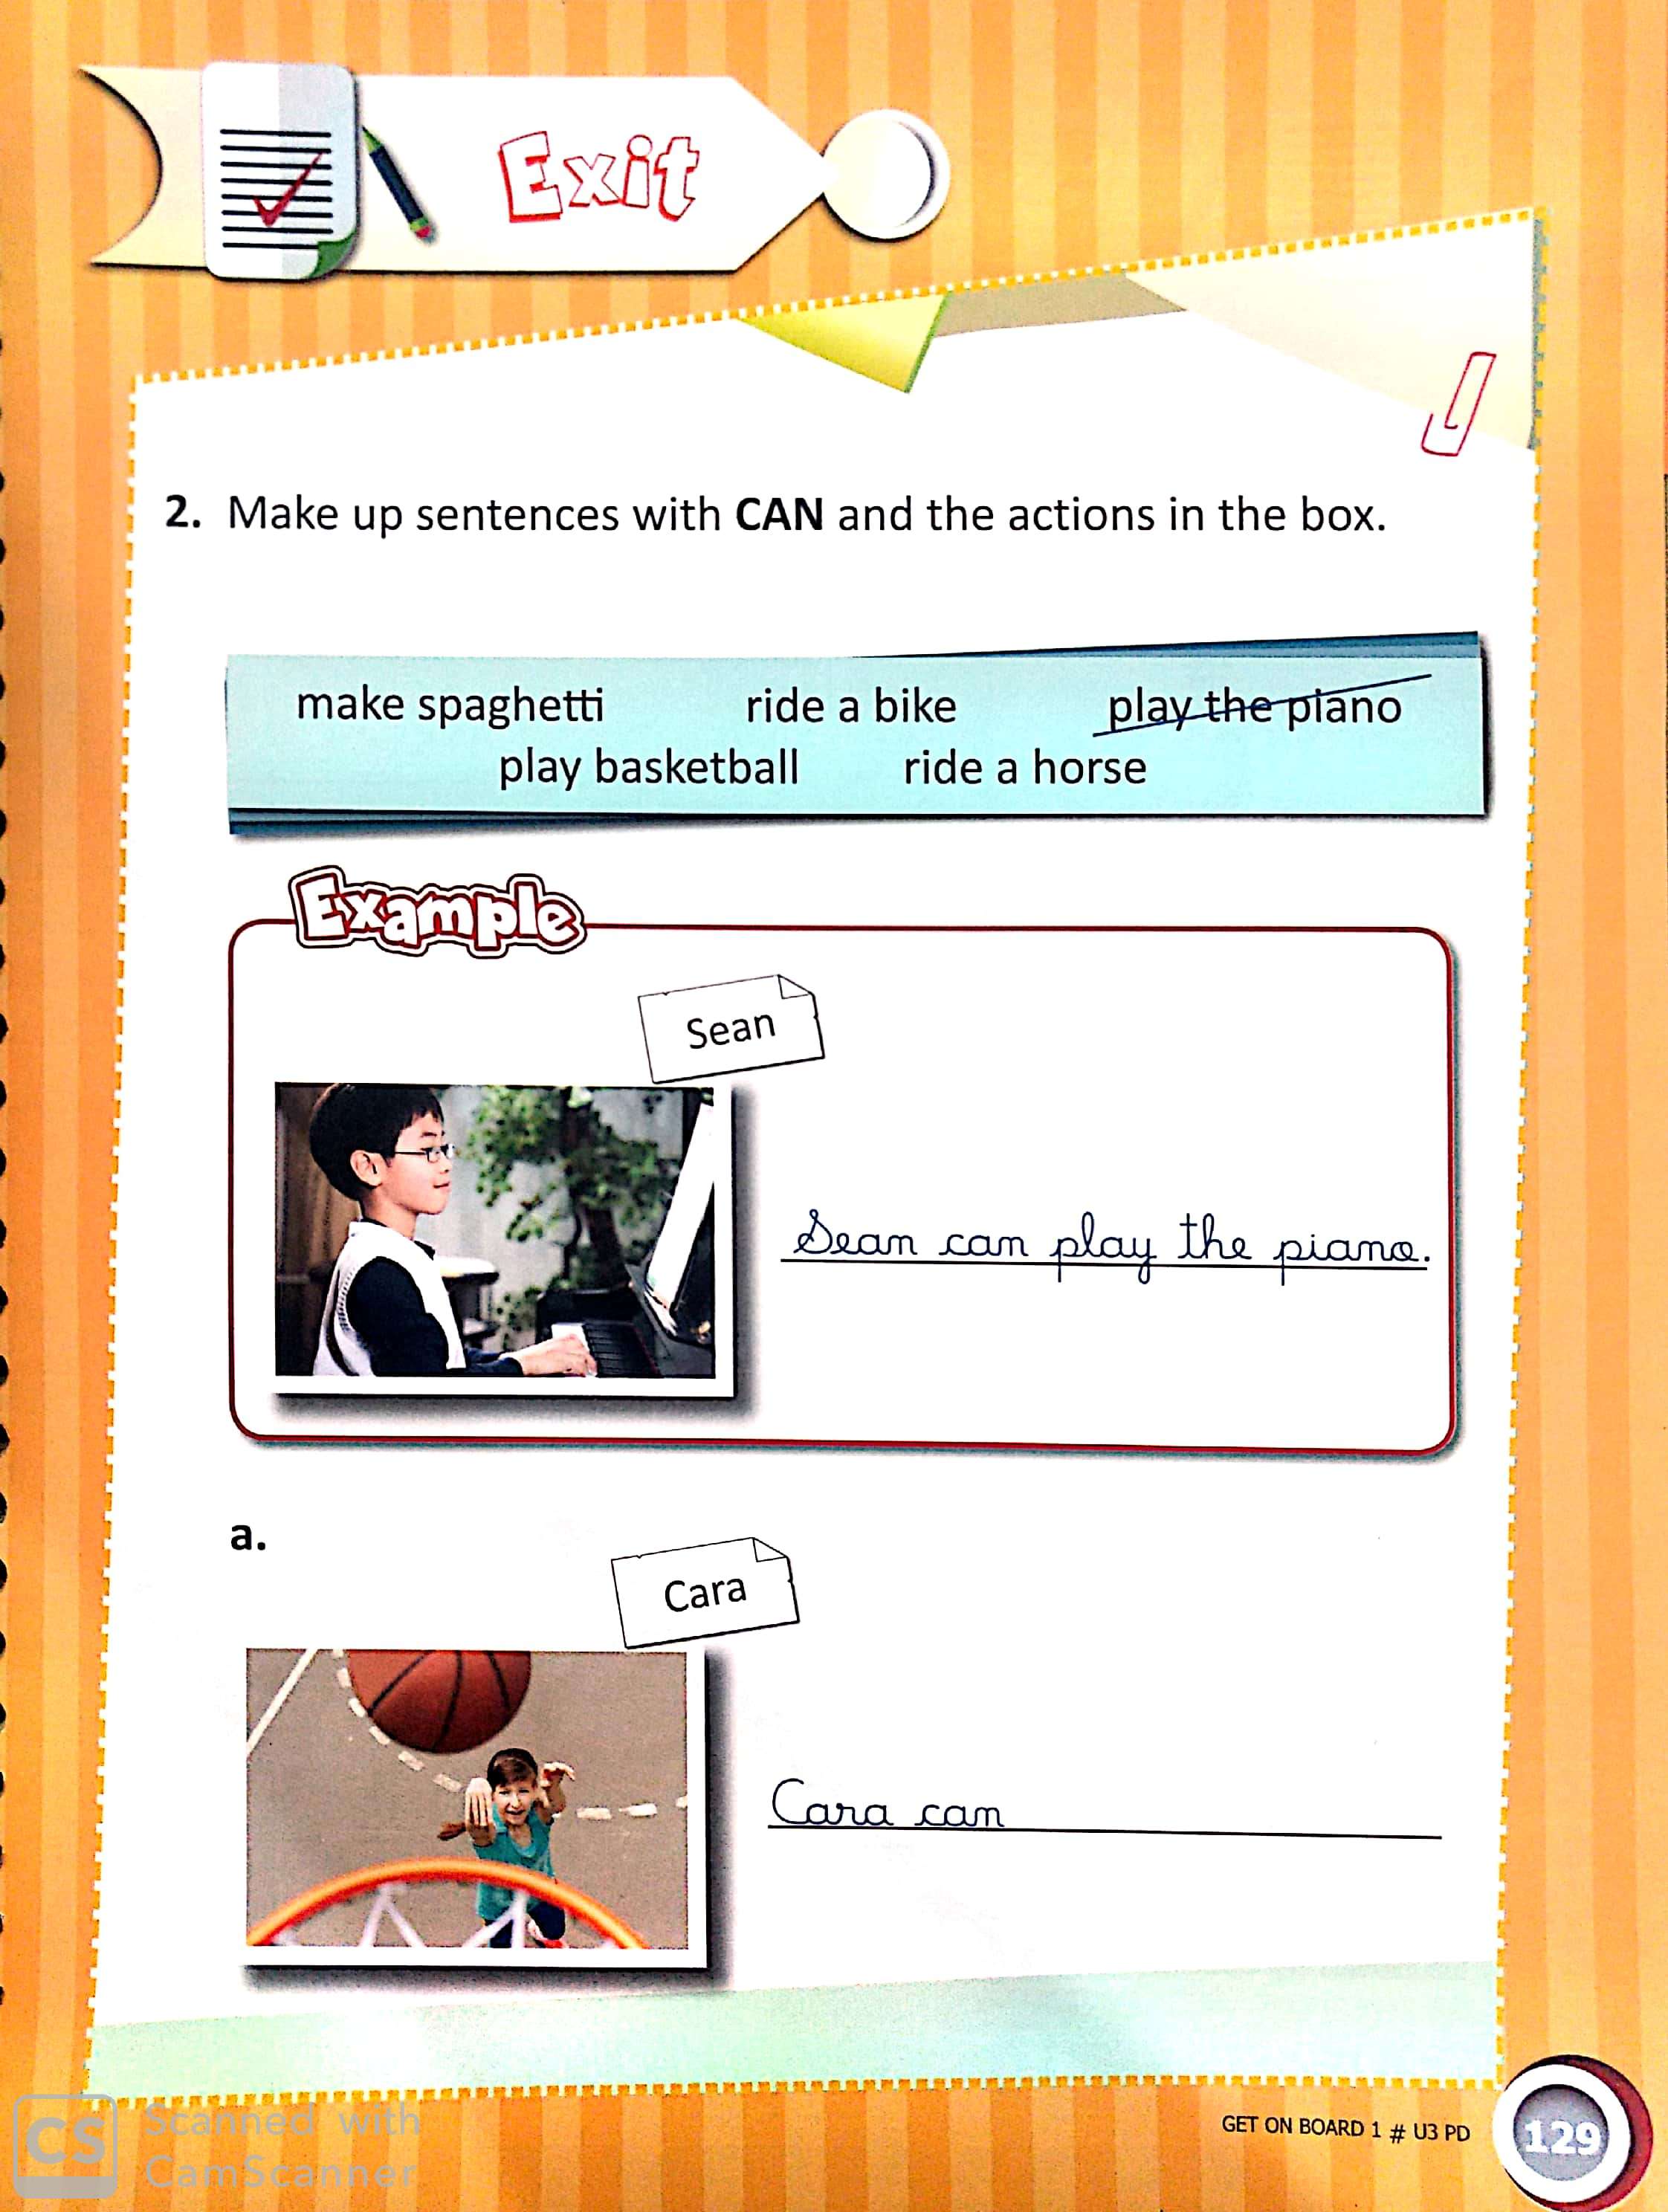 Exit
2. Make up sentences with CAN and the actions in the box.
make spaghetti ride a bike play the piano
play basketball ride a horse
Example
Sean
Sean can play the piano.
a.
Cara
Cara can
GET ON BOARD 1 # U3 PD 129
CS Scanned with
CamScanner